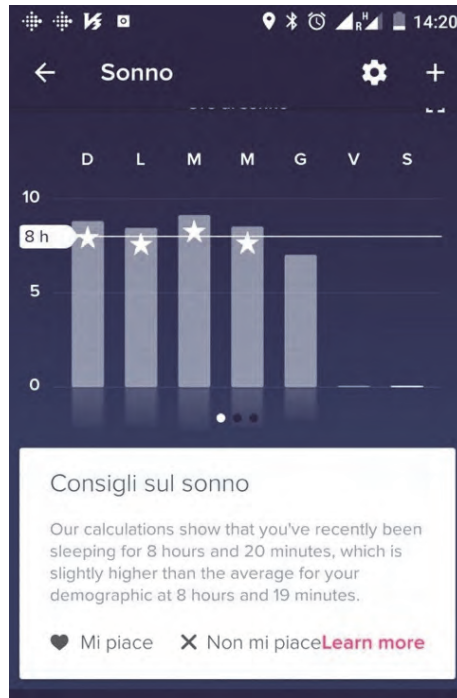 14:20
Sonno
D L M M G V S
10
8 h
5
0
Consigli sul sonno
Our calculations show that you've recently been
sleeping for 8 hours and 20 minutes, which is
slightly higher than the average for your
demographic at 8 hours and 19 minutes.
Mi piace Non mi piace Learn more